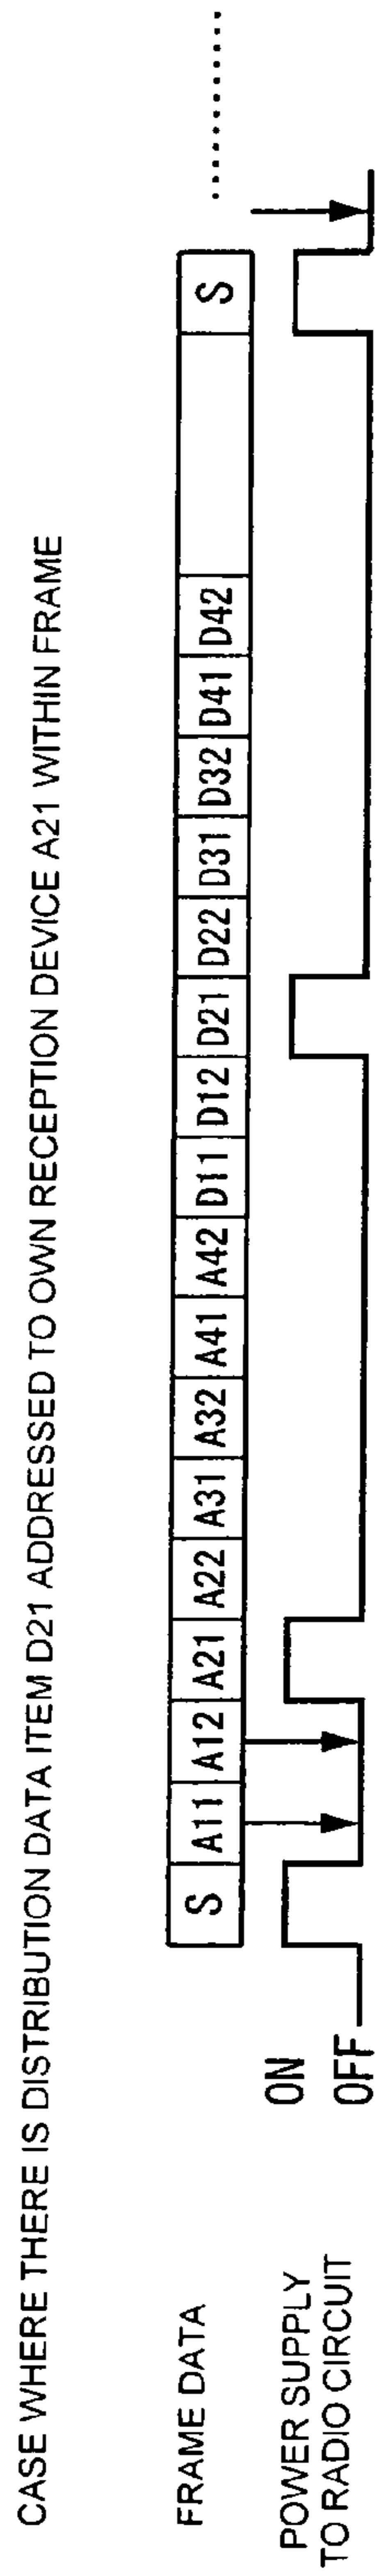 CASE WHERE THERE IS DISTRIBUTION DATA ITEM D21 ADDRESSED TO OWN RECEPTION DEVICE A21 WITHIN FRAME
FRAME DATA
S A11 A12 A21 A22 A31 A32 A41 A42 D11 D12 D21 D22 D31 D32 D41 D42 S
POWER SUPPLY
TO RADIO CIRCUIT
ON
OFF